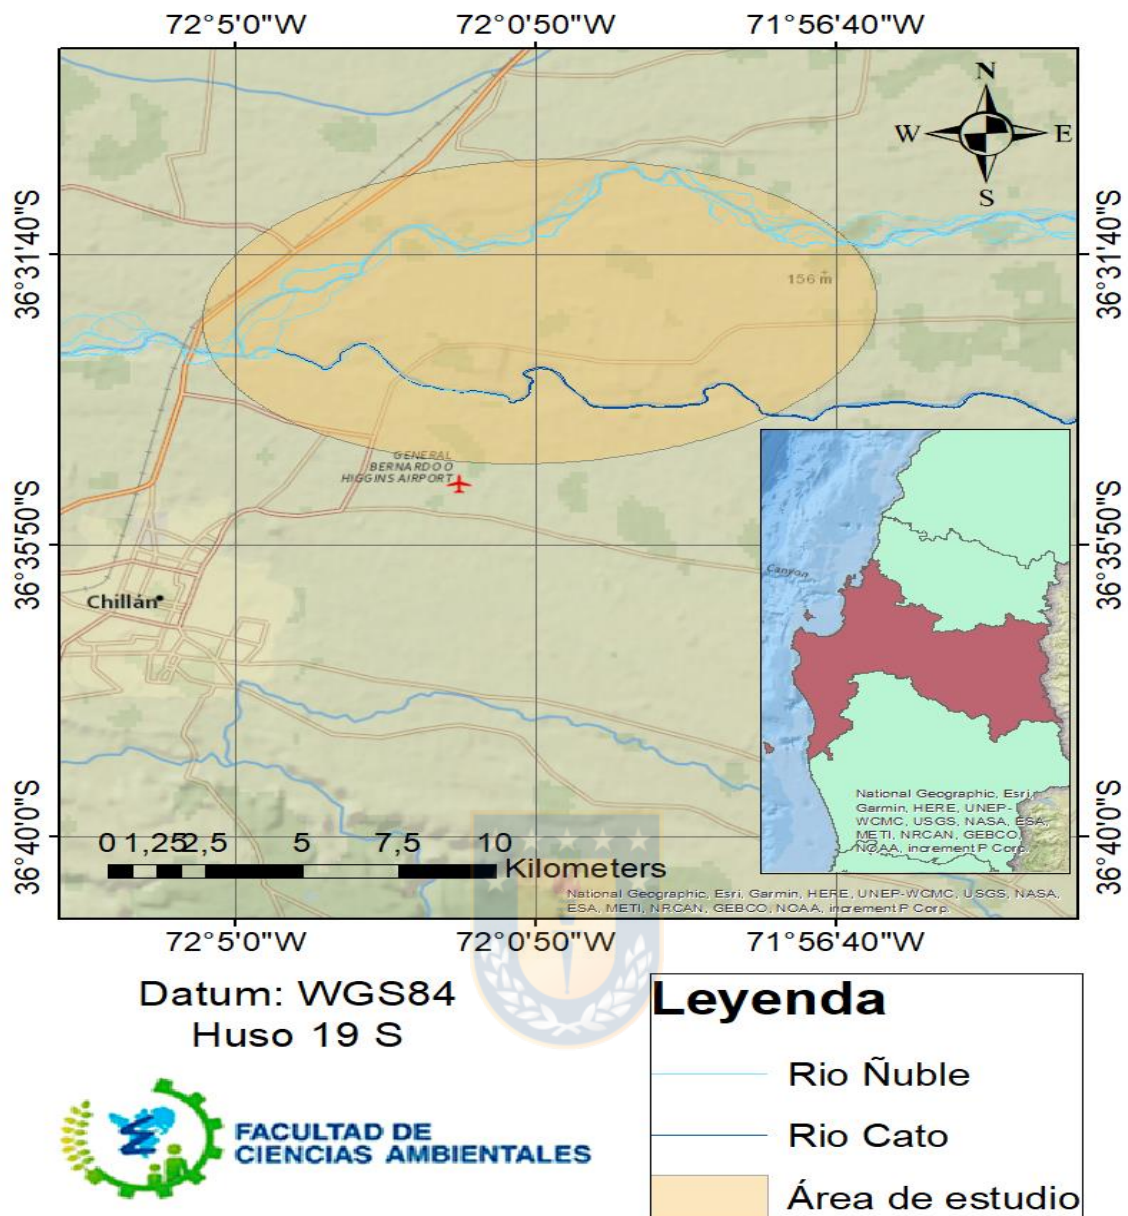 72°5'0"W 72°0'50"W 71°56'40"W
N
W E
S
36°31'40"S 36°31'40"S
156 m
GENERAL
BERNARDO O
HIGGINS AIRPORT
36°35'50"S 36°35'50"S
Canyon
Chillán
National Geographic, Esri,
Garmin, HERE, UNEP-
WCMC, USGS, NASA, ESA,
METI, NRCAN, GEBCO,
NOAA, increment P Corp.
36°40'0"S 36°40'0"S
0 1,252,5 5 7,5 10
Kilometers
National Geographic, Esri, Garmin, HERE, UNEP-WCMC, USGS, NASA,
ESA, METI, NRCAN, GEBCO, NOAA, increment P Corp.
72°5'0"W 72°0'50"W 71°56'40"W
Datum: WGS84
Huso 19 S
FACULTAD DE
CIENCIAS AMBIENTALES
Leyenda
Rio Ñuble
Rio Cato
Área de estudio